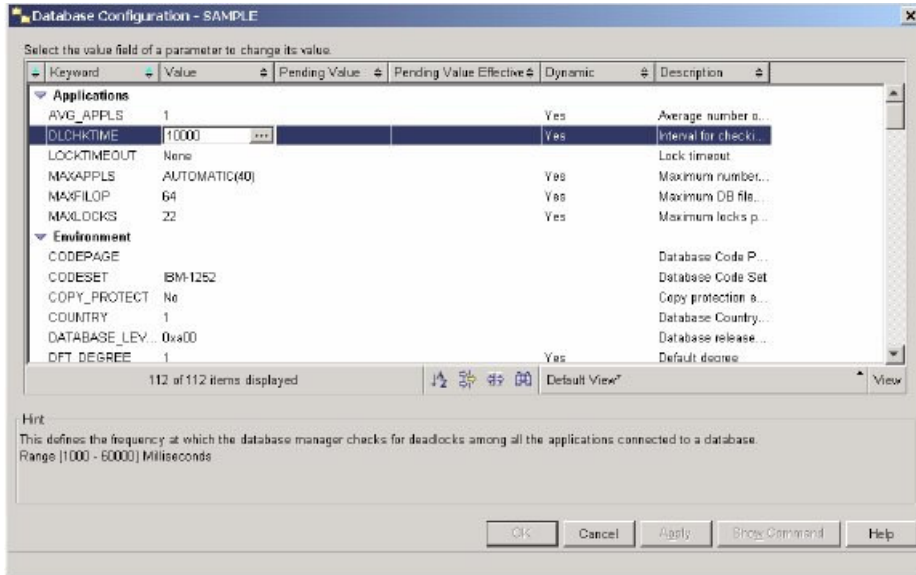 Database Configuration - SAMPLE
Select the value field of a parameter to change its value.
Keyword Value Pending Value Pending Value Effective Dynamic Description
Applications
AVG_APPLS 1 Yes Average number o...
DLCHKTIME 10000 ... Yes Interval for checki...
LOCKTIMEOUT None Lock timeout
MAXAPPLS AUTOMATIC(40) Yes Maximum number...
MAXFILOP 64 Yes Maximum DB file...
MAXLOCKS 22 Yes Maximum locks p...
Environment
CODEPAGE Database Code P...
CODESET IBM-1252 Database Code Set
COPY_PROTECT No Copy protection e...
COUNTRY 1 Database Country...
DATABASE_LEV... 0xa00 Database release...
DFT_DEGREE 1 Yes Default degree
112 of 112 items displayed Default View* View
Hint
This defines the frequency at which the database manager checks for deadlocks among all the applications connected to a database.
Range [1000 - 60000] Milliseconds
OK Cancel Apply Show Command Help